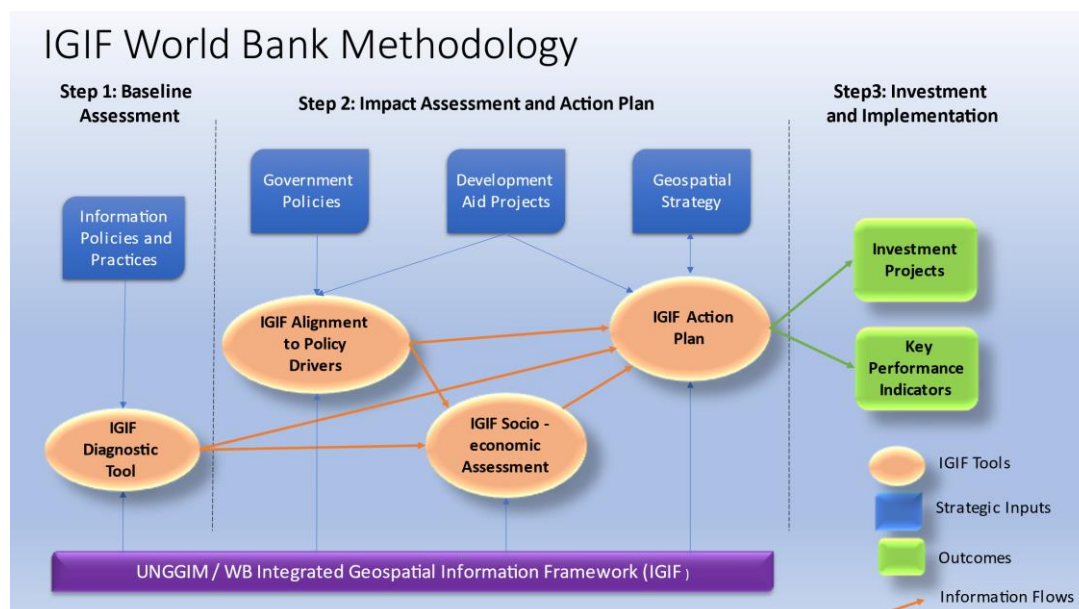 IGIF World Bank Methodology
Step 1: Baseline
Assessment
Step 2: Impact Assessment and Action Plan
Step3: Investment
and Implementation
Information
Policies and
Practices
Government
Policies
Development
Aid Projects
Geospatial
Strategy
IGIF
Diagnostic
Tool
IGIF Alignment
to Policy
Drivers
IGIF Socio -
economic
Assessment
IGIF Action
Plan
Investment
Projects
Key
Performance
Indicators
IGIF Tools
Strategic Inputs
Outcomes
Information Flows
UNGGIM / WB Integrated Geospatial Information Framework (IGIF)